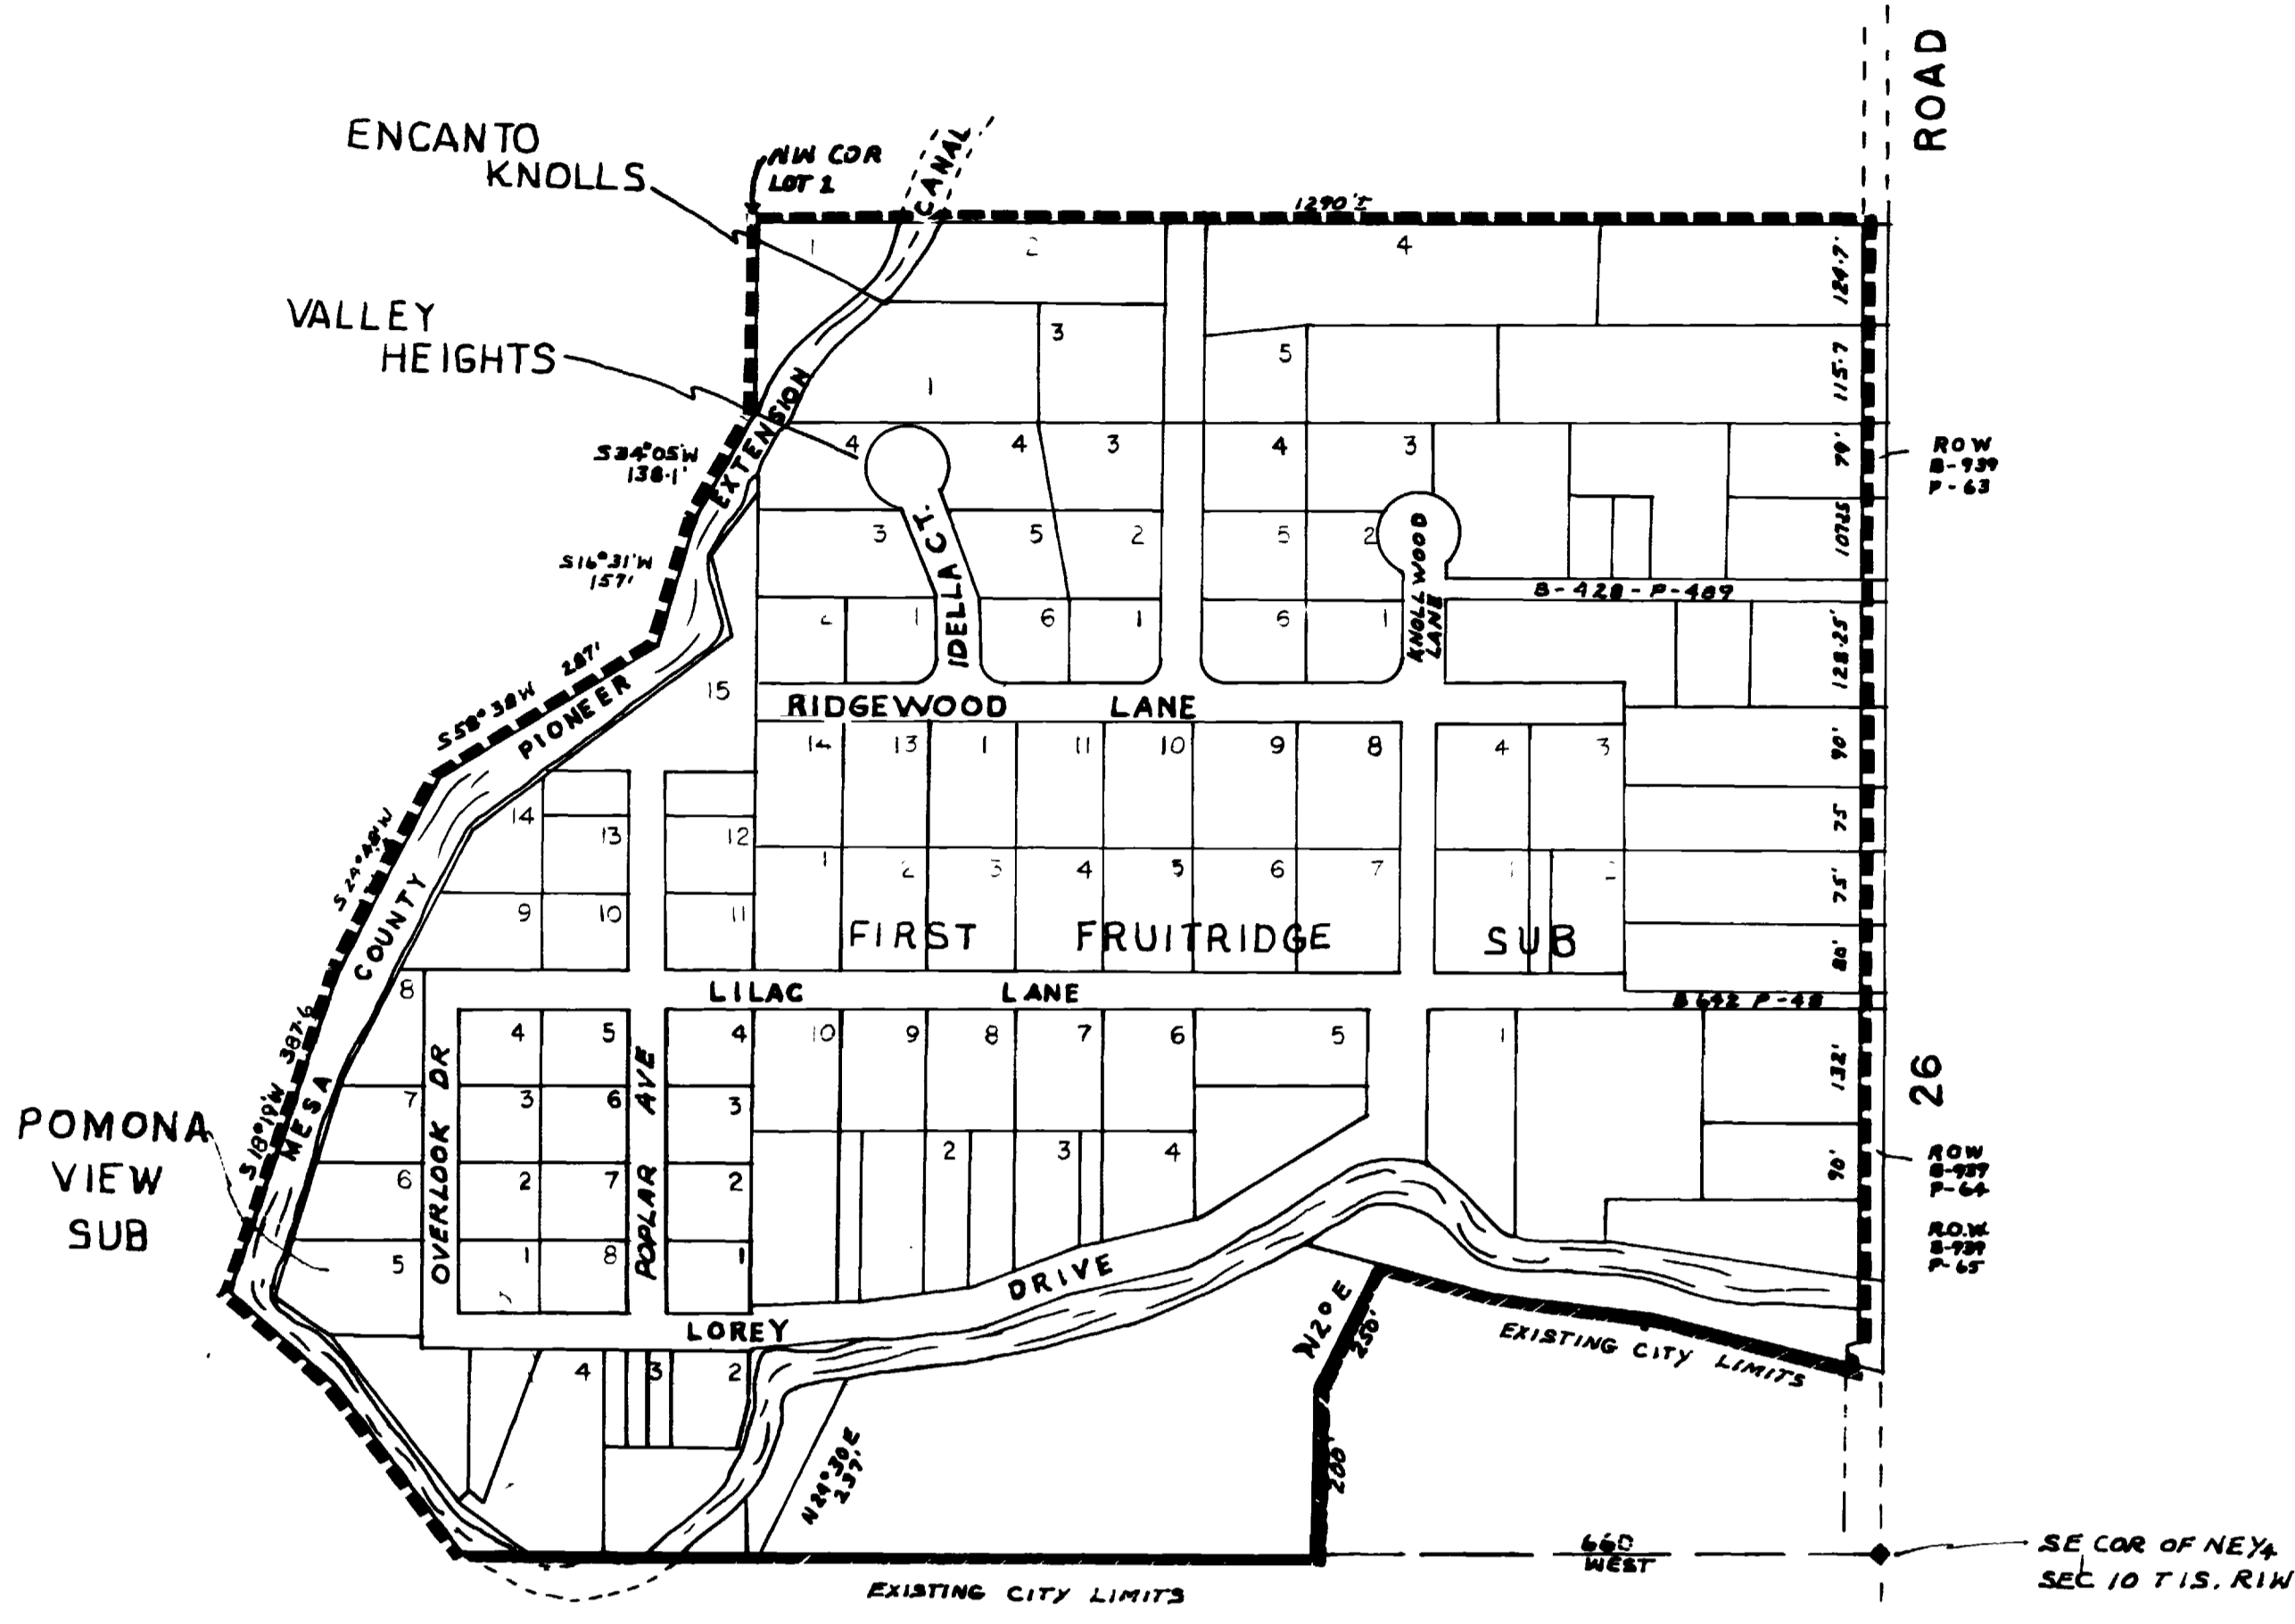 ROAD
ENCANTO
KNOLLS
NW COR
LOT 2
CANAL
1290'±
1
2
4
124.7'
VALLEY
HEIGHTS
3
5
1
115.7
EXTENSION
S34°05'W
138.1'
4
4
3
4
3
79'
ROW
B-939
P-63
3
IDELLA CT.
5
2
5
2
KNOLLWOOD
LANE
107.25
S16°31'W
157'
B-428-P-489
2
1
6
1
6
1
128.25'
S58°38'W 287'
PIONEER
15
RIDGEWOOD LANE
14
13
1
11
10
9
8
4
3
90'
75
S24°48'W
14
13
12
1
2
3
4
5
6
7
1
2
75'
COUNTY
9
10
11
FIRST FRUITRIDGE SUB
80'
8
LILAC LANE
B642 P-48
S18°19'W 387.6
MESA
OVERLOOK DR
POPLAR AVE
4
5
4
10
9
8
7
6
5
1
132'
26
7
3
6
3
POMONA
VIEW
SUB
6
2
7
2
2
3
4
90'
ROW
B-939
P-64
5
1
8
1
R.O.W.
B-939
P-65
DRIVE
LOREY
N20E
250'
EXISTING CITY LIMITS
4
3
2
N24°30E
237'
200'
660
WEST
SE COR OF NE¼
SEC 10 T1S. R1W
EXISTING CITY LIMITS